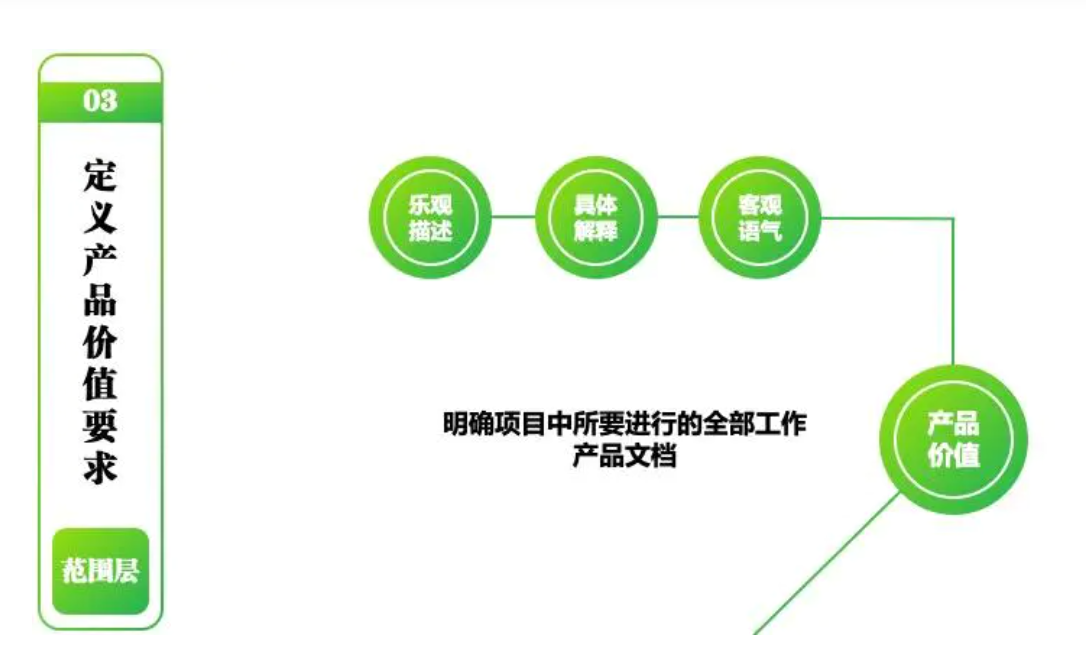 03
定义产品价值要求
范围层
乐观
描述
具体
解释
客观
语气
明确项目中所要进行的全部工作
产品文档
产品
价值